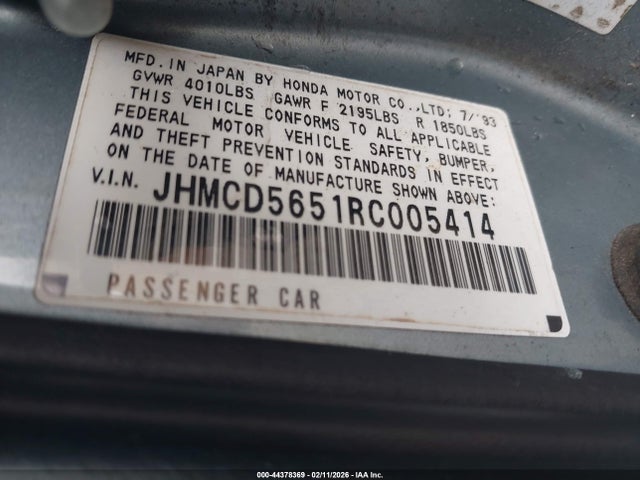 MFD. IN JAPAN BY HONDA MOTOR CO.,LTD; 7/'93
GVWR 4010LBS GAWR F 2195LBS R 1850LBS
THIS VEHICLE CONFORMS TO ALL APPLICABLE
FEDERAL MOTOR VEHICLE SAFETY, BUMPER,
AND THEFT PREVENTION STANDARDS IN EFFECT
ON THE DATE OF MANUFACTURE SHOWN ABOVE:
V.I.N. JHMCD5651RC005414
PASSENGER CAR
000-44378369 - 02/11/2026 - IAA Inc.